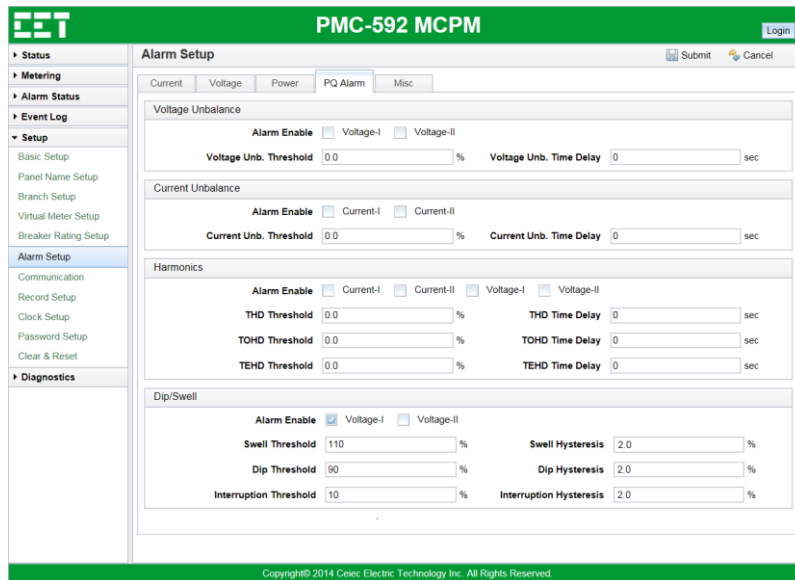 CET PMC-592 MCPM
Login
Status
Metering
Alarm Status
Event Log
Setup
Basic Setup
Panel Name Setup
Branch Setup
Virtual Meter Setup
Breaker Rating Setup
Alarm Setup
Communication
Record Setup
Clock Setup
Password Setup
Clear & Reset
Diagnostics
Alarm Setup Submit Cancel
Current Voltage Power PQ Alarm Misc
Voltage Unbalance
Alarm Enable Voltage-I Voltage-II
Voltage Unb. Threshold 0.0 % Voltage Unb. Time Delay 0 sec
Current Unbalance
Alarm Enable Current-I Current-II
Current Unb. Threshold 0.0 % Current Unb. Time Delay 0 sec
Harmonics
Alarm Enable Current-I Current-II Voltage-I Voltage-II
THD Threshold 0.0 % THD Time Delay 0 sec
TOHD Threshold 0.0 % TOHD Time Delay 0 sec
TEHD Threshold 0.0 % TEHD Time Delay 0 sec
Dip/Swell
Alarm Enable Voltage-I Voltage-II
Swell Threshold 110 % Swell Hysteresis 2.0 %
Dip Threshold 90 % Dip Hysteresis 2.0 %
Interruption Threshold 10 % Interruption Hysteresis 2.0 %
Copyright© 2014 Ceiec Electric Technology Inc. All Rights Reserved.